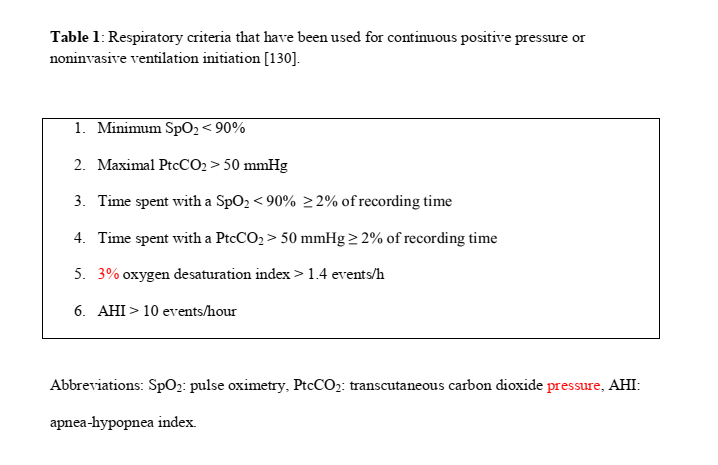 Table 1: Respiratory criteria that have been used for continuous positive pressure or
noninvasive ventilation initiation [130].
1. Minimum SpO₂ < 90%
2. Maximal PtcCO₂ > 50 mmHg
3. Time spent with a SpO₂ < 90% ≥ 2% of recording time
4. Time spent with a PtcCO₂ > 50 mmHg ≥ 2% of recording time
5. 3% oxygen desaturation index > 1.4 events/h
6. AHI > 10 events/hour
Abbreviations: SpO₂: pulse oximetry, PtcCO₂: transcutaneous carbon dioxide pressure, AHI:
apnea-hypopnea index.